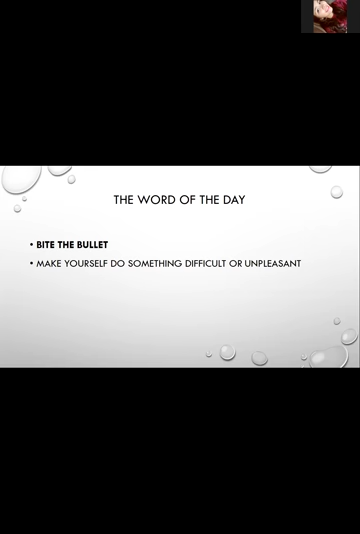 THE WORD OF THE DAY
• BITE THE BULLET
• MAKE YOURSELF DO SOMETHING DIFFICULT OR UNPLEASANT